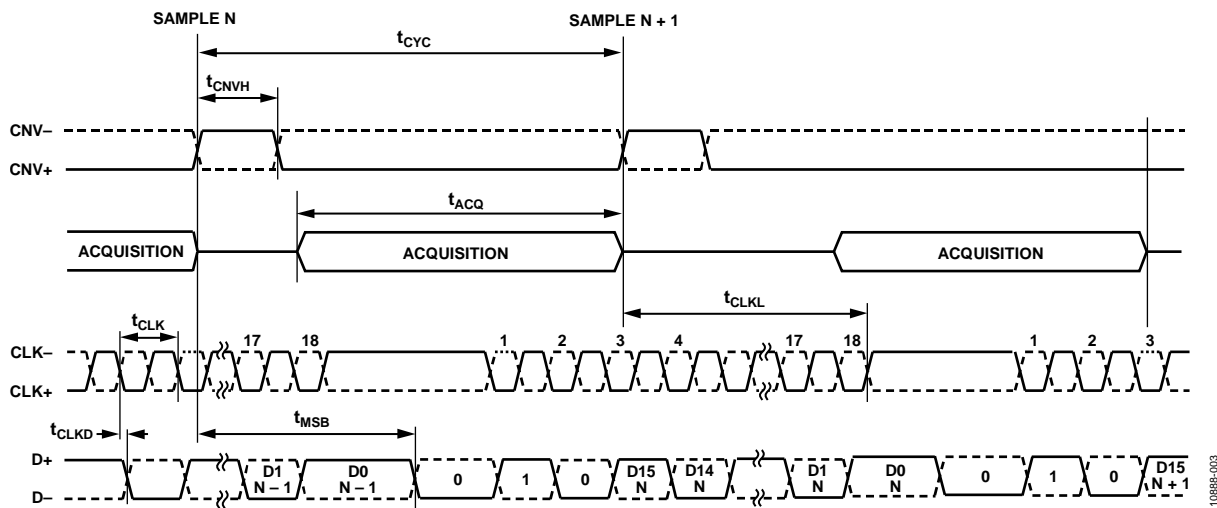 SAMPLE N
SAMPLE N + 1
tCYC
tCNVH
CNV–
CNV+
tACQ
ACQUISITION
ACQUISITION
ACQUISITION
tCLK
tCLKL
17
18
1
2
3
4
17
18
1
2
3
CLK–
CLK+
tCLKD
tMSB
D+
D–
D1
N – 1
D0
N – 1
0
1
0
D15
N
D14
N
D1
N
D0
N
0
1
0
D15
N + 1
10888-003